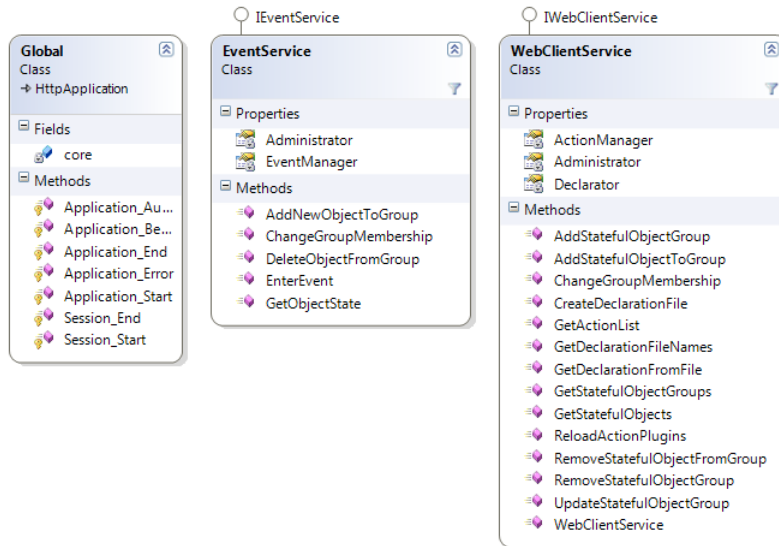 Global
Class
HttpApplication
Fields
core
Methods
Application_Au...
Application_Be...
Application_End
Application_Error
Application_Start
Session_End
Session_Start
IEventService
EventService
Class
Properties
Administrator
EventManager
Methods
AddNewObjectToGroup
ChangeGroupMembership
DeleteObjectFromGroup
EnterEvent
GetObjectState
IWebClientService
WebClientService
Class
Properties
ActionManager
Administrator
Declarator
Methods
AddStatefulObjectGroup
AddStatefulObjectToGroup
ChangeGroupMembership
CreateDeclarationFile
GetActionList
GetDeclarationFileNames
GetDeclarationFromFile
GetStatefulObjectGroups
GetStatefulObjects
ReloadActionPlugins
RemoveStatefulObjectFromGroup
RemoveStatefulObjectGroup
UpdateStatefulObjectGroup
WebClientService